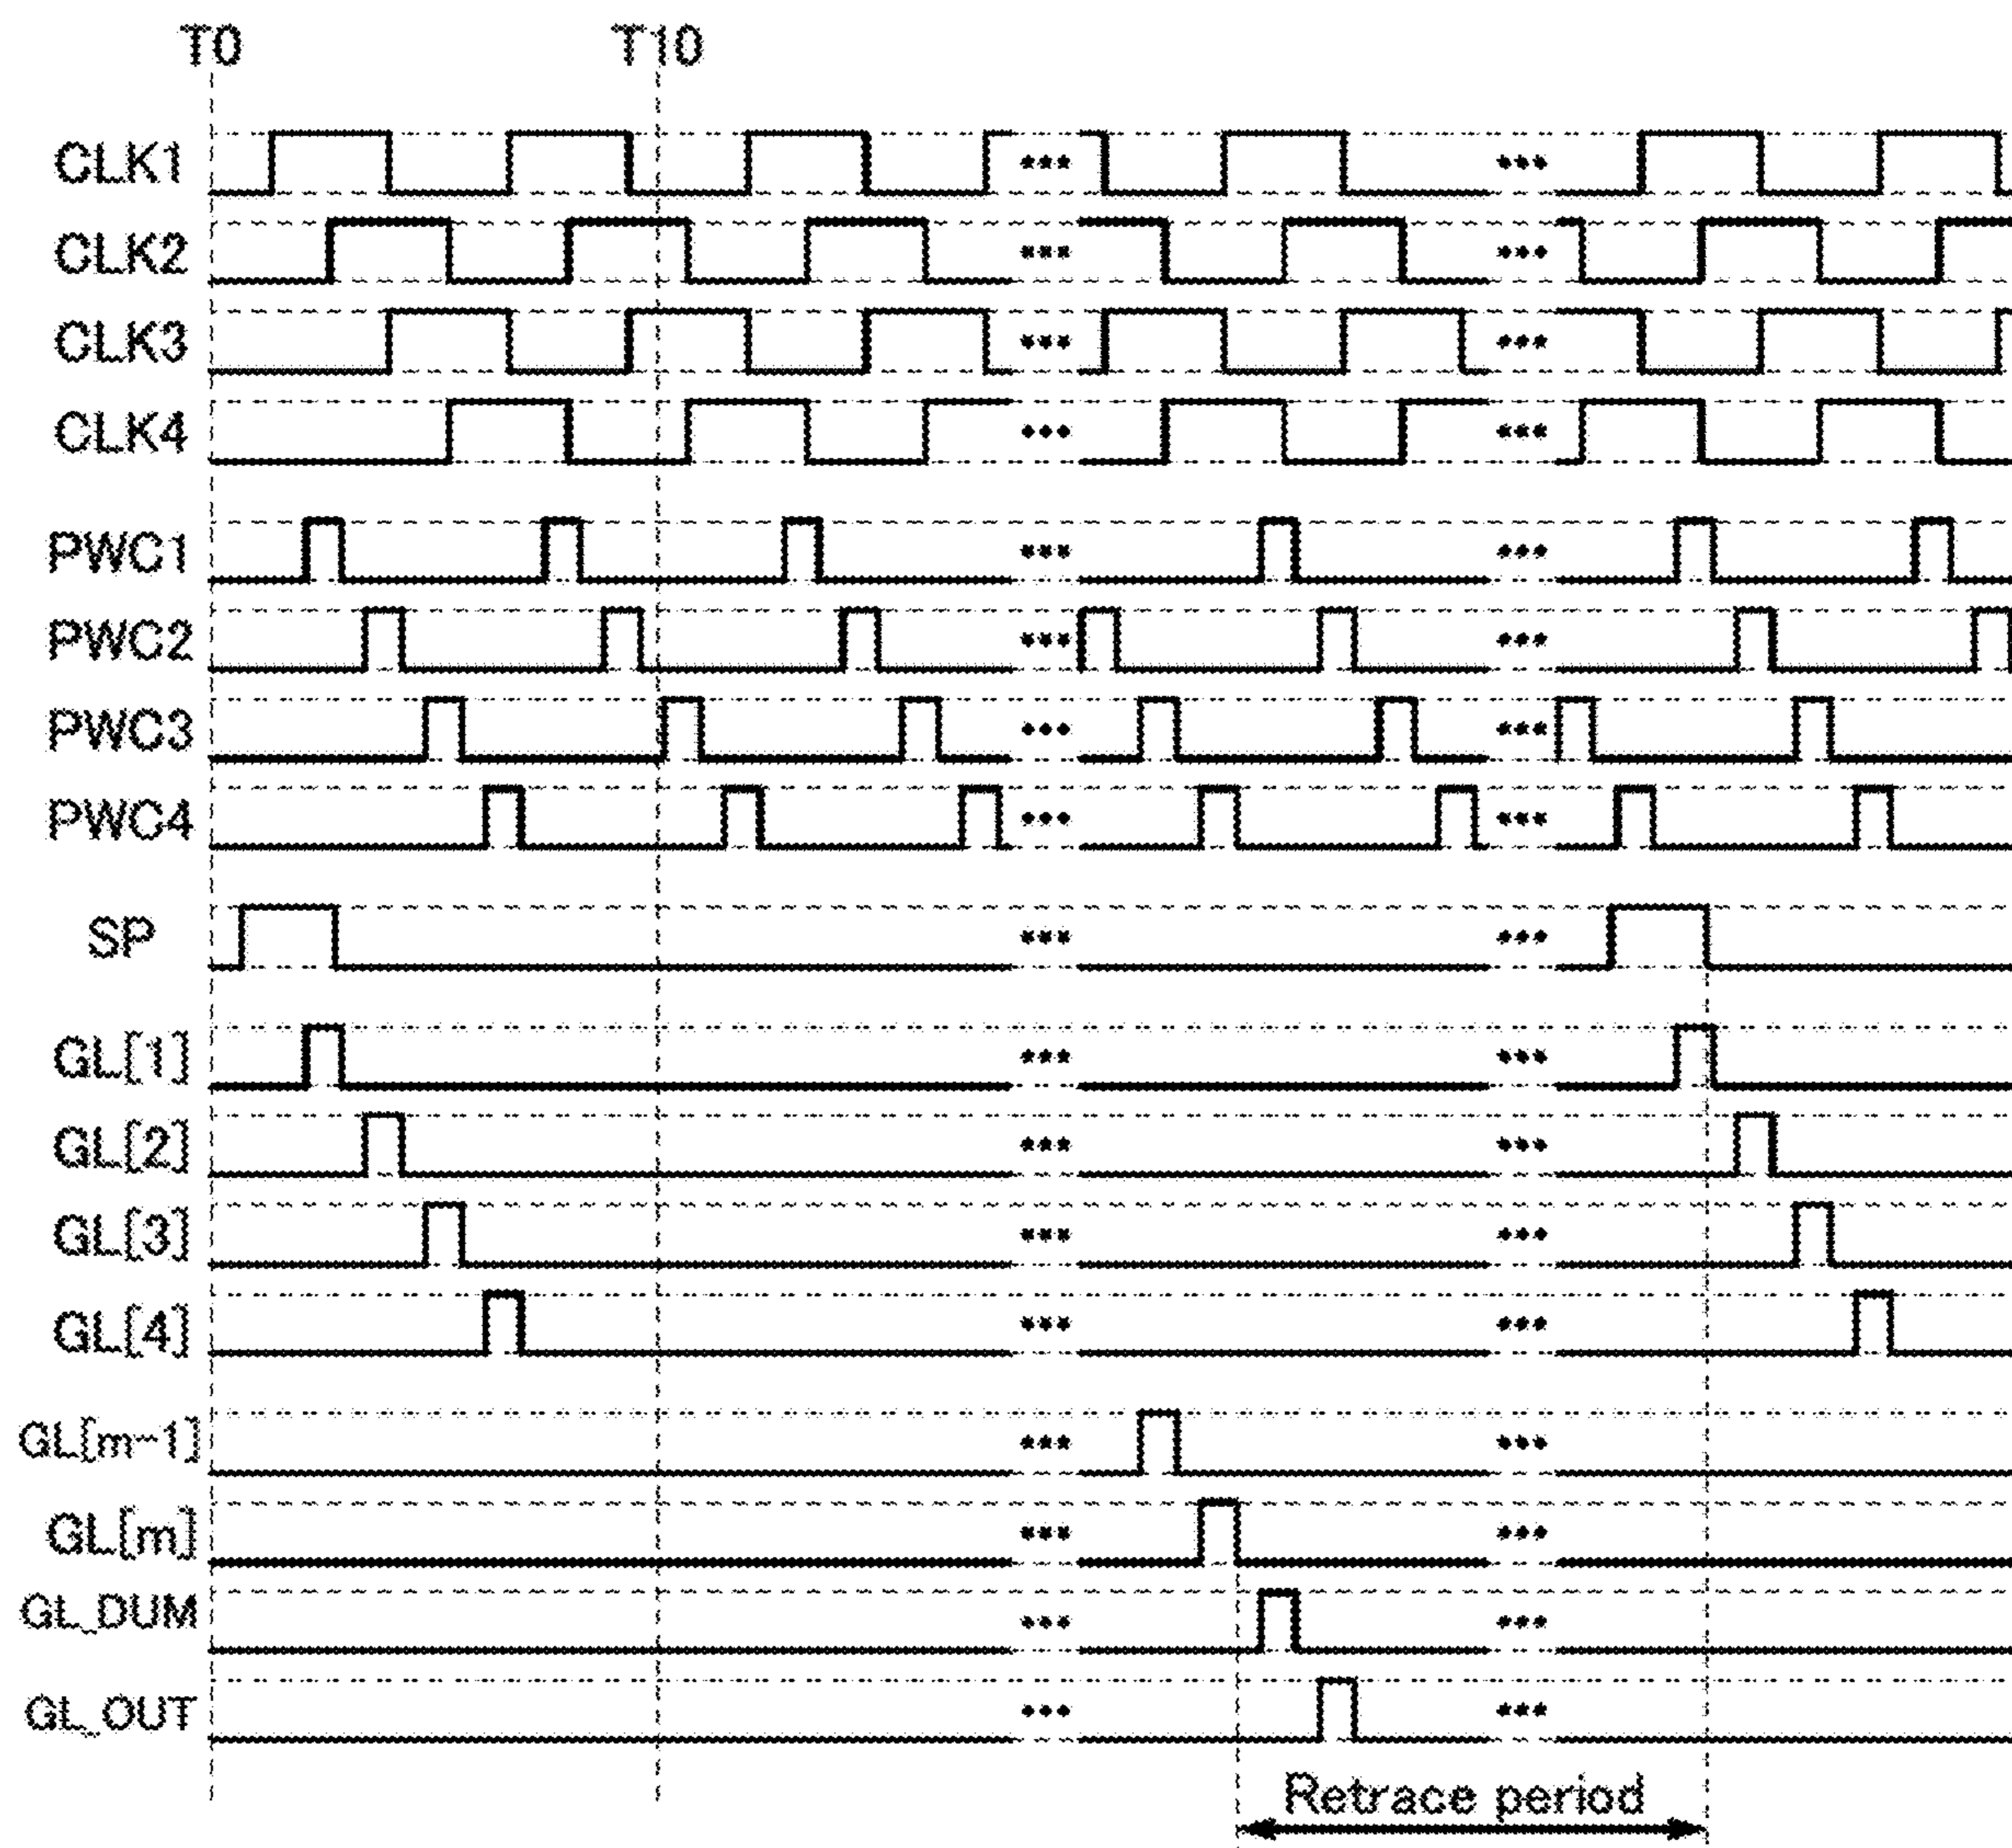 T0 T10
CLK1
CLK2
CLK3
CLK4
PWC1
PWC2
PWC3
PWC4
SP
GL[1]
GL[2]
GL[3]
GL[4]
GL[m-1]
GL[m]
GL_DUM
GL_OUT
Retrace period